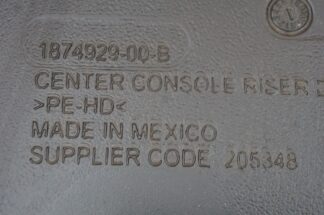 1874929-00-B
CENTER CONSOLE RISER
>PE-HD<
MADE IN MEXICO
SUPPLIER CODE 205348